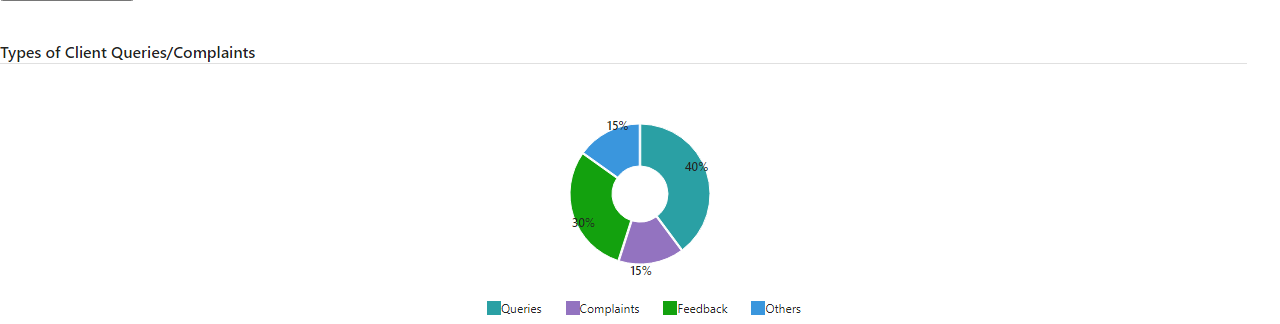 Types of Client Queries/Complaints
15%
40%
30%
15%
Queries Complaints Feedback Others